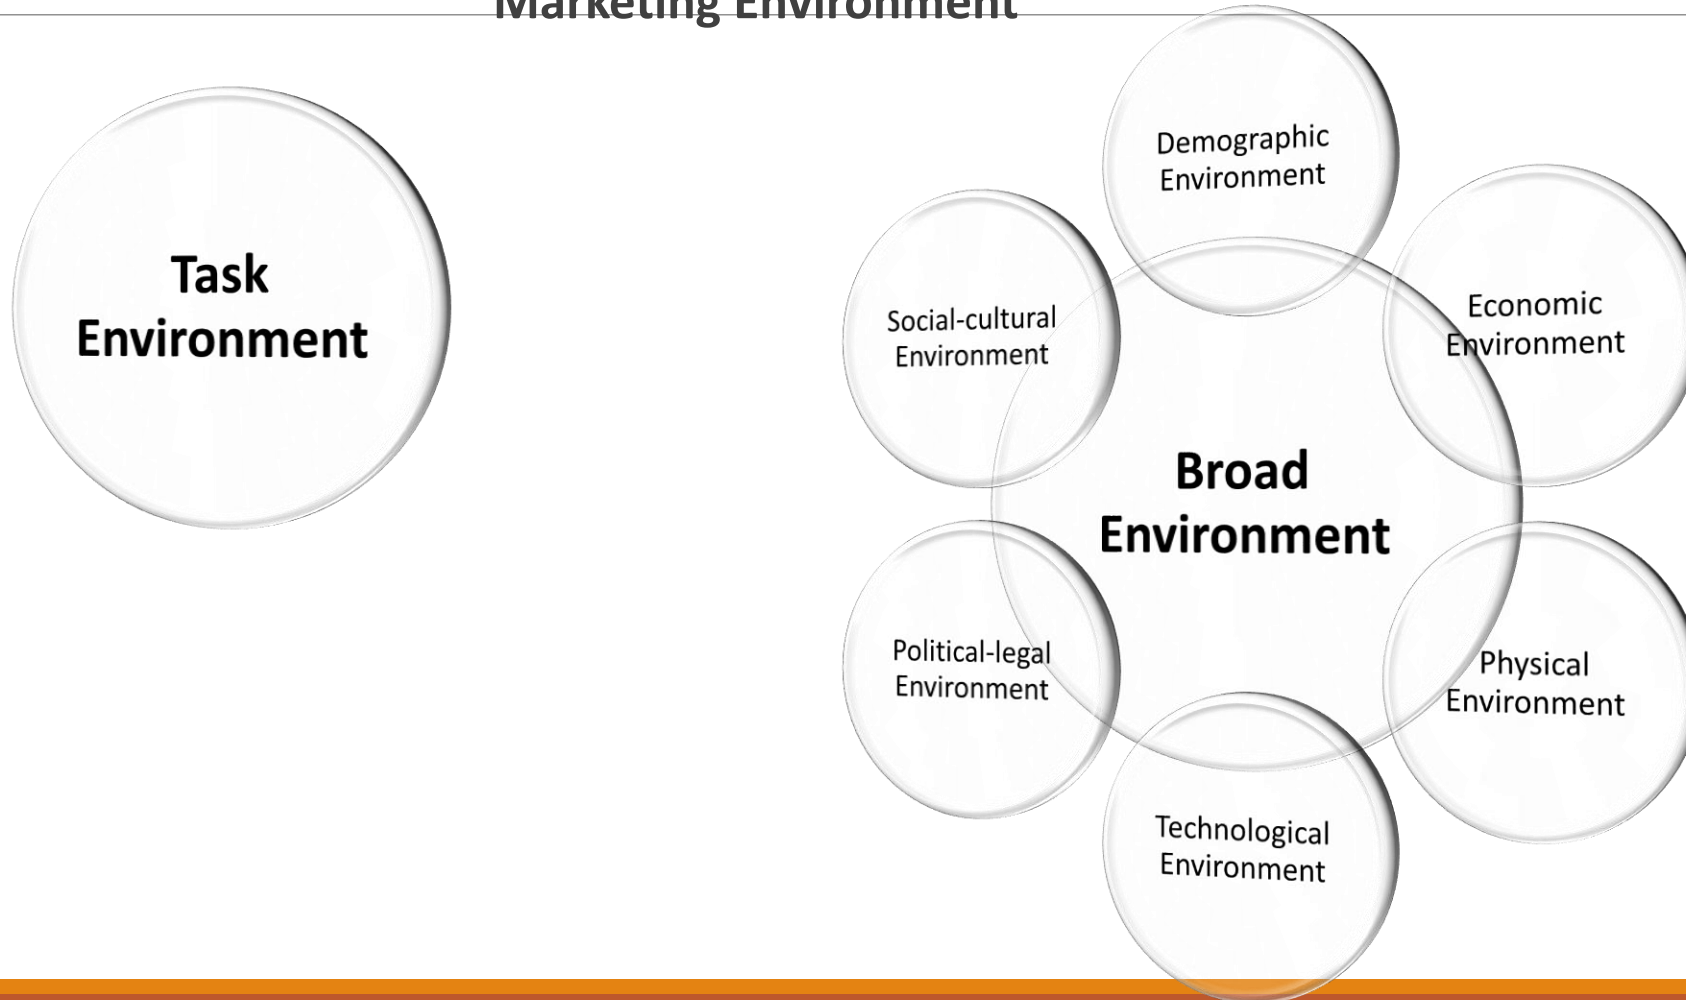 Marketing Environment
Task
Environment
Demographic
Environment
Economic
Environment
Physical
Environment
Technological
Environment
Political-legal
Environment
Social-cultural
Environment
Broad
Environment